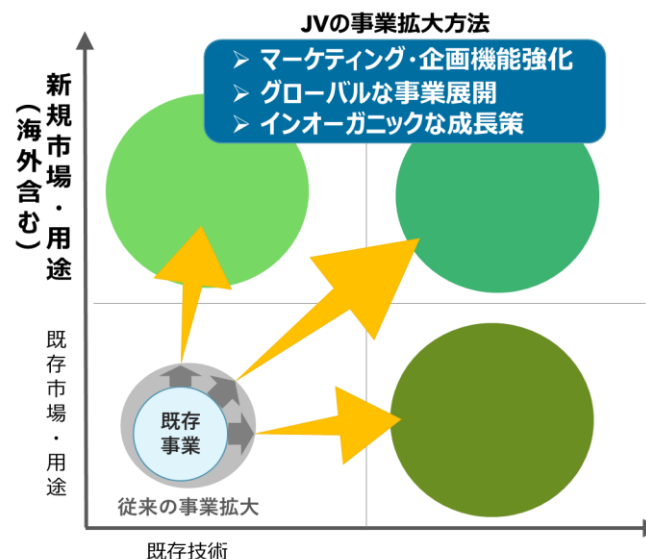 JVの事業拡大方法
➢ マーケティング・企画機能強化
➢ グローバルな事業展開
➢ インオーガニックな成長策
新規市場・用途
(海外含む)
既存市場・用途
既存
事業
従来の事業拡大
既存技術